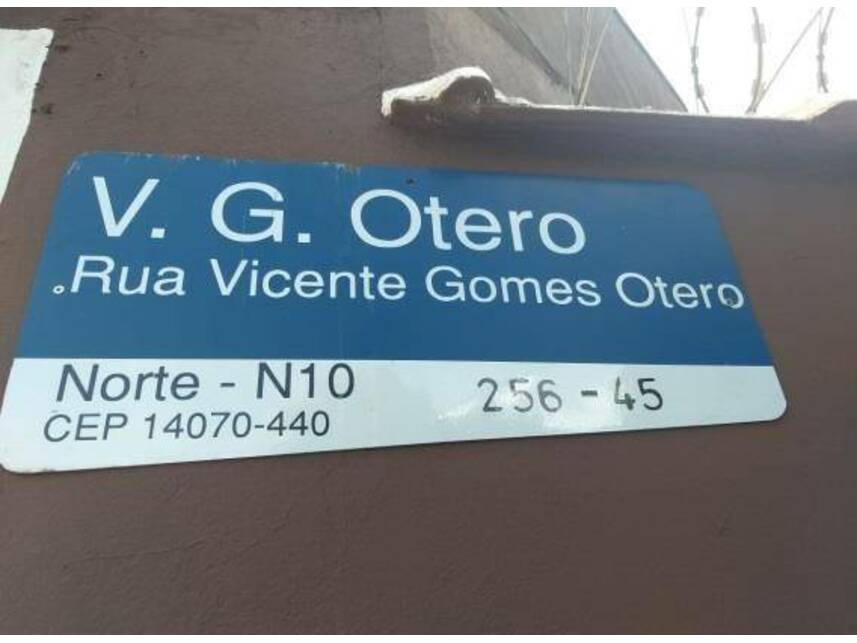 V. G. Otero
Rua Vicente Gomes Otero
Norte - N10
256 - 45
CEP 14070-440